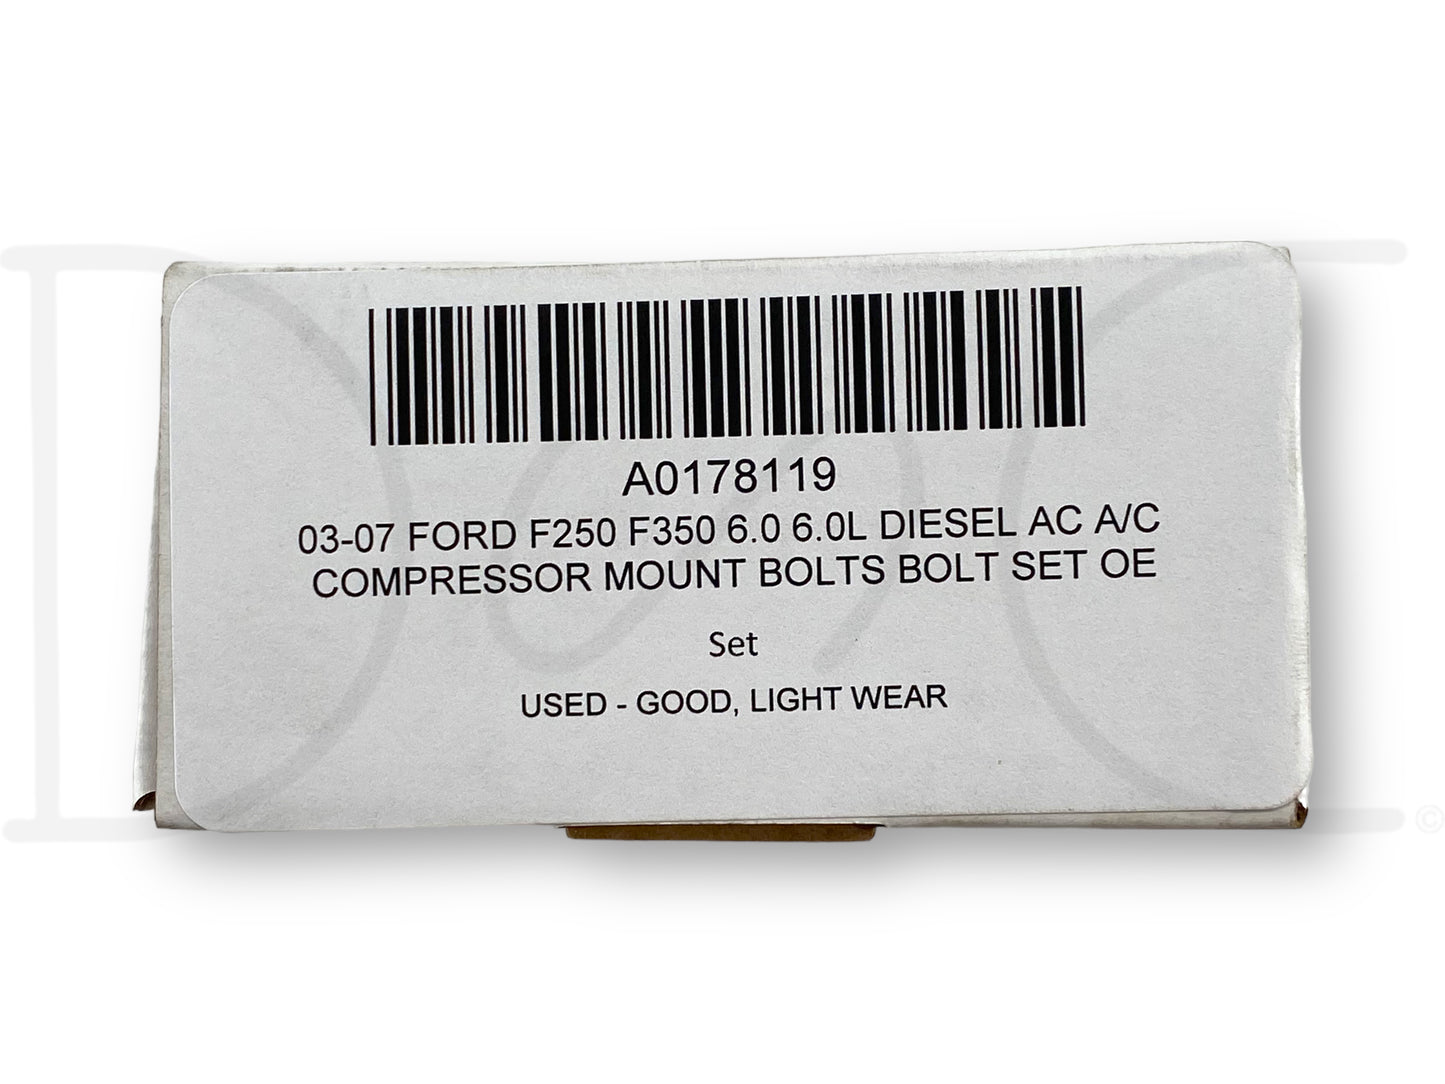 A0178119
03-07 FORD F250 F350 6.0 6.0L DIESEL AC A/C
COMPRESSOR MOUNT BOLTS BOLT SET OE
Set
USED - GOOD, LIGHT WEAR
©